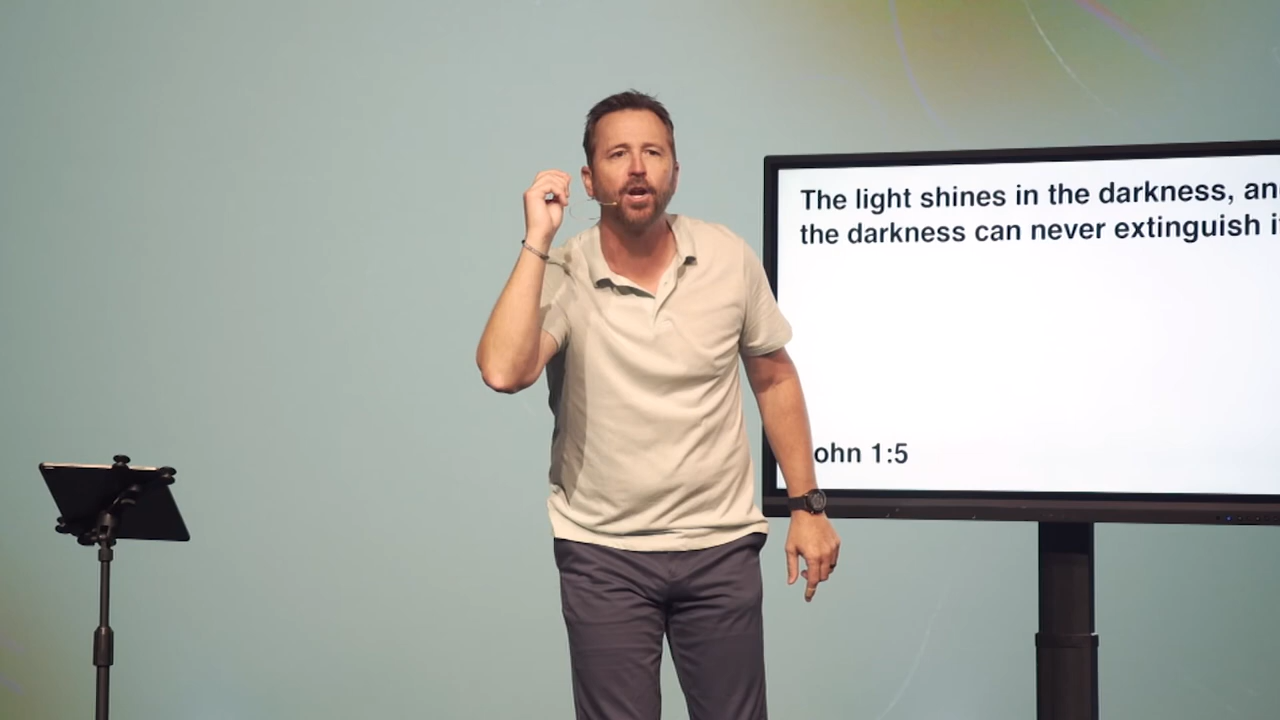 The light shines in the darkness, an
the darkness can never extinguish i
ohn 1:5